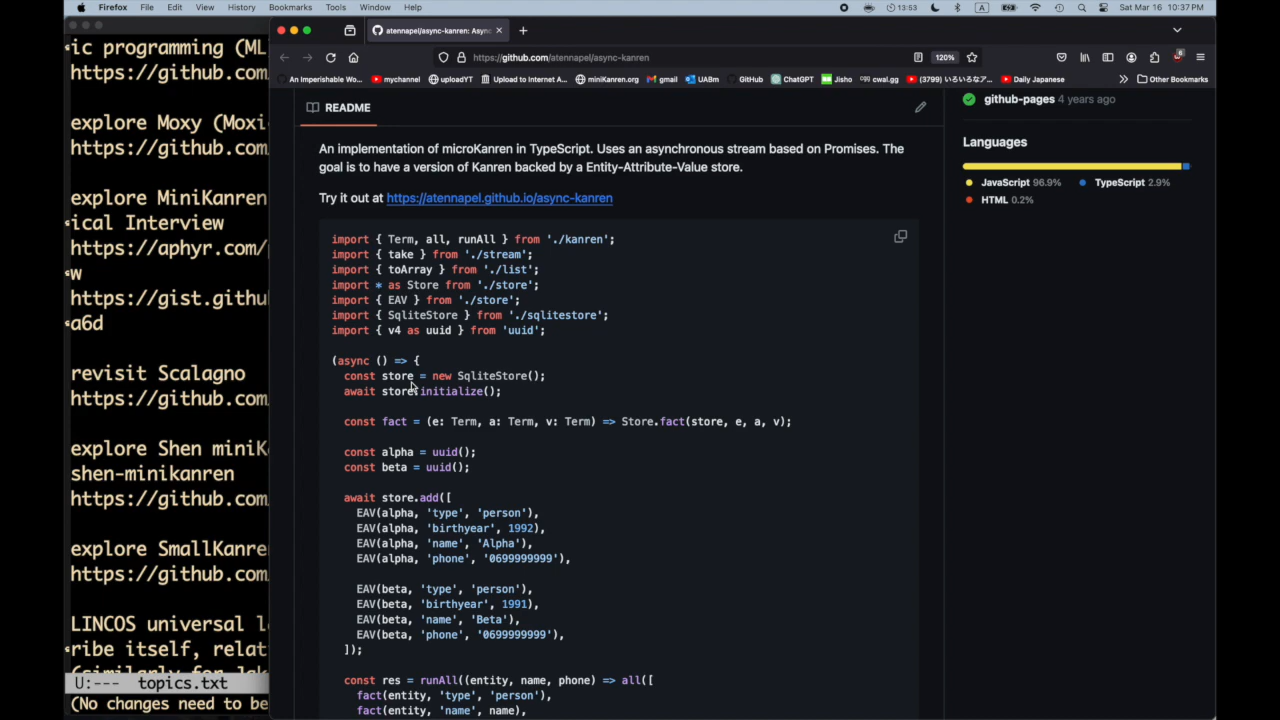 Firefox File Edit View History Bookmarks Tools Window Help
13:53 A Sat Mar 16 10:37 PM
atennapel/async-kanren: Async
https://github.com/atennapel/async-kanren
120%
6
An Imperishable Wo... mychannel uploadYT Upload to Internet A... miniKanren.org gmail UABm GitHub ChatGPT Jisho cwal.gg (3799) いろいろなア... Daily Japanese Other Bookmarks
ic programming (ML
https://github.com
explore Moxy (Moxi
https://github.com
explore MiniKanren
ical Interview
https://aphyr.com/
w
https://gist.githu
a6d
revisit Scalagno
https://github.com
explore Shen miniK
shen-minikanren
https://github.com
explore SmallKanre
https://github.com
LINCOS universal l
ribe itself, relat
U:--- topics.txt
(No changes need to be
README
An implementation of microKanren in TypeScript. Uses an asynchronous stream based on Promises. The
goal is to have a version of Kanren backed by a Entity-Attribute-Value store.
Try it out at https://atennapel.github.io/async-kanren
import { Term, all, runAll } from './kanren';
import { take } from './stream';
import { toArray } from './list';
import * as Store from './store';
import { EAV } from './store';
import { SqliteStore } from './sqlitestore';
import { v4 as uuid } from 'uuid';
(async () => {
const store = new SqliteStore();
await store.initialize();
const fact = (e: Term, a: Term, v: Term) => Store.fact(store, e, a, v);
const alpha = uuid();
const beta = uuid();
await store.add([
EAV(alpha, 'type', 'person'),
EAV(alpha, 'birthyear', 1992),
EAV(alpha, 'name', 'Alpha'),
EAV(alpha, 'phone', '0699999999'),
EAV(beta, 'type', 'person'),
EAV(beta, 'birthyear', 1991),
EAV(beta, 'name', 'Beta'),
EAV(beta, 'phone', '0699999999'),
]);
const res = runAll((entity, name, phone) => all([
fact(entity, 'type', 'person'),
fact(entity, 'name', name),
github-pages 4 years ago
Languages
JavaScript 96.9% TypeScript 2.9%
HTML 0.2%